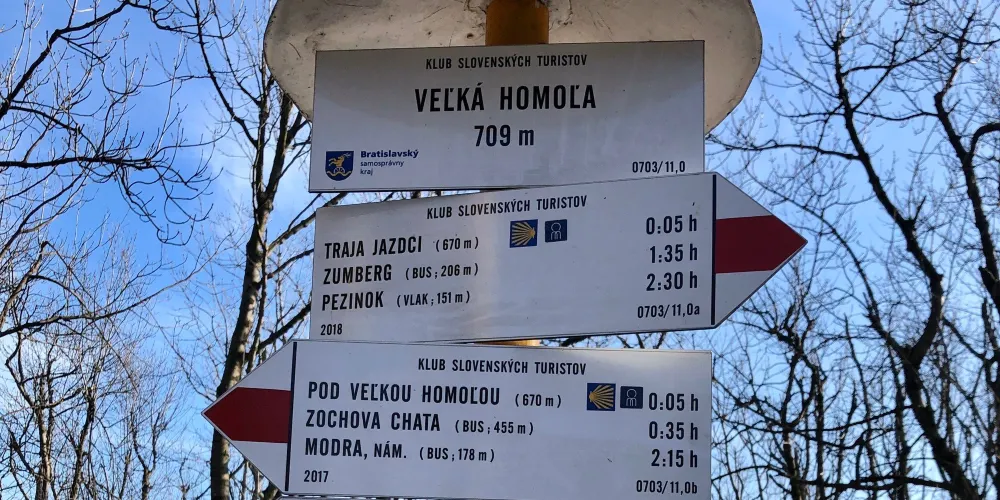 KLUB SLOVENSKÝCH TURISTOV
VEĽKÁ HOMOĽA
709 m
Bratislavský
samosprávny
kraj
0703/11,0
KLUB SLOVENSKÝCH TURISTOV
TRAJA JAZDCI (670 m) 0:05 h
ZUMBERG (BUS; 206 m) 1:35 h
PEZINOK (VLAK; 151 m) 2:30 h
2018 0703/11,0a
KLUB SLOVENSKÝCH TURISTOV
POD VEĽKOU HOMOĽOU (670 m) 0:05 h
ZOCHOVA CHATA (BUS; 455 m) 0:35 h
MODRA, NÁM. (BUS; 178 m) 2:15 h
2017 0703/11,0b